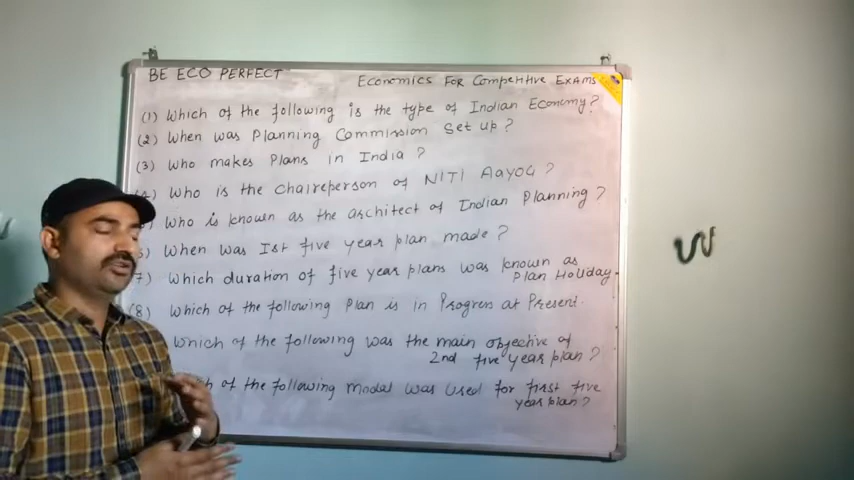 BE ECO PERFECT
ECONOMICS FOR COMPETITIVE EXAMS
(1) Which of the following is the type of Indian Economy?
(2) When was Planning Commission Set up?
(3) Who makes Plans in India?
Who is the Chaireperson of NITI AAYOG?
Who is known as the architect of Indian Planning?
When was Ist five year plan made?
7) Which duration of five year plans was known as
Plan Holiday.
(8) Which of the following Plan is in Progress at Present.
Which of the following was the main objective of
2nd five year plan?
of the following modal was used for first five
year plan?